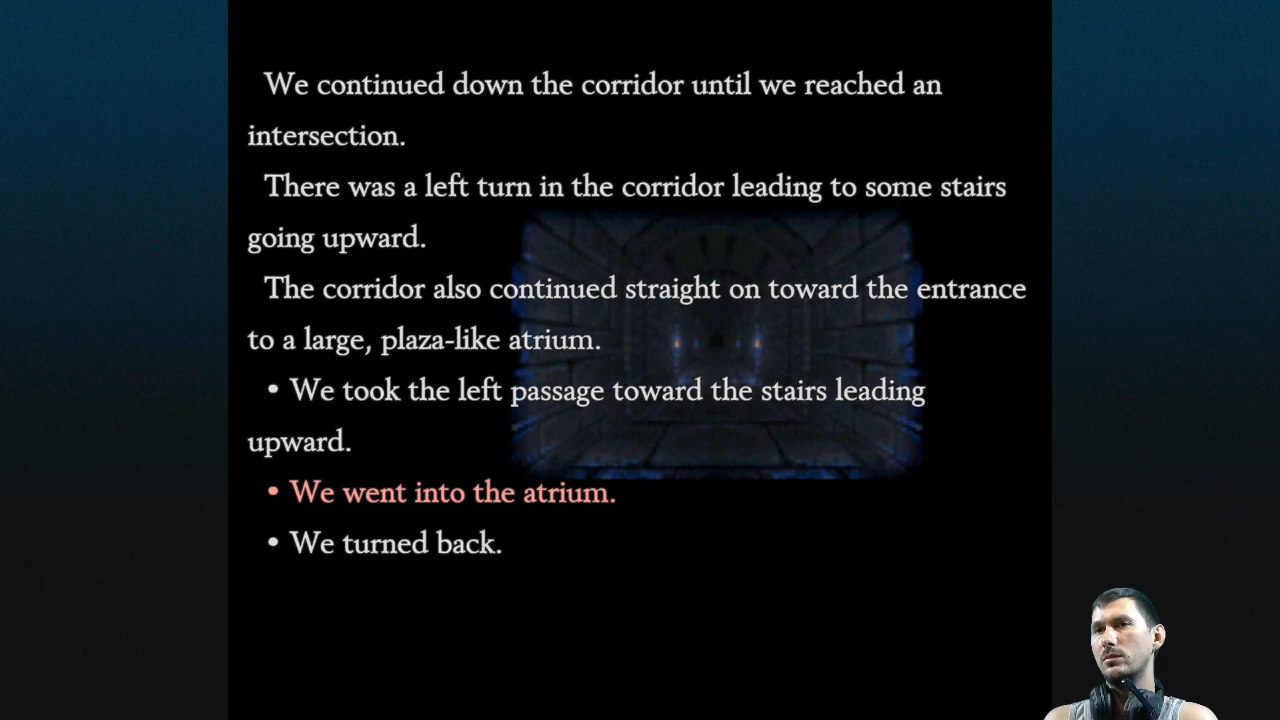 We continued down the corridor until we reached an
intersection.
There was a left turn in the corridor leading to some stairs
going upward.
The corridor also continued straight on toward the entrance
to a large, plaza-like atrium.
• We took the left passage toward the stairs leading
upward.
• We went into the atrium.
• We turned back.